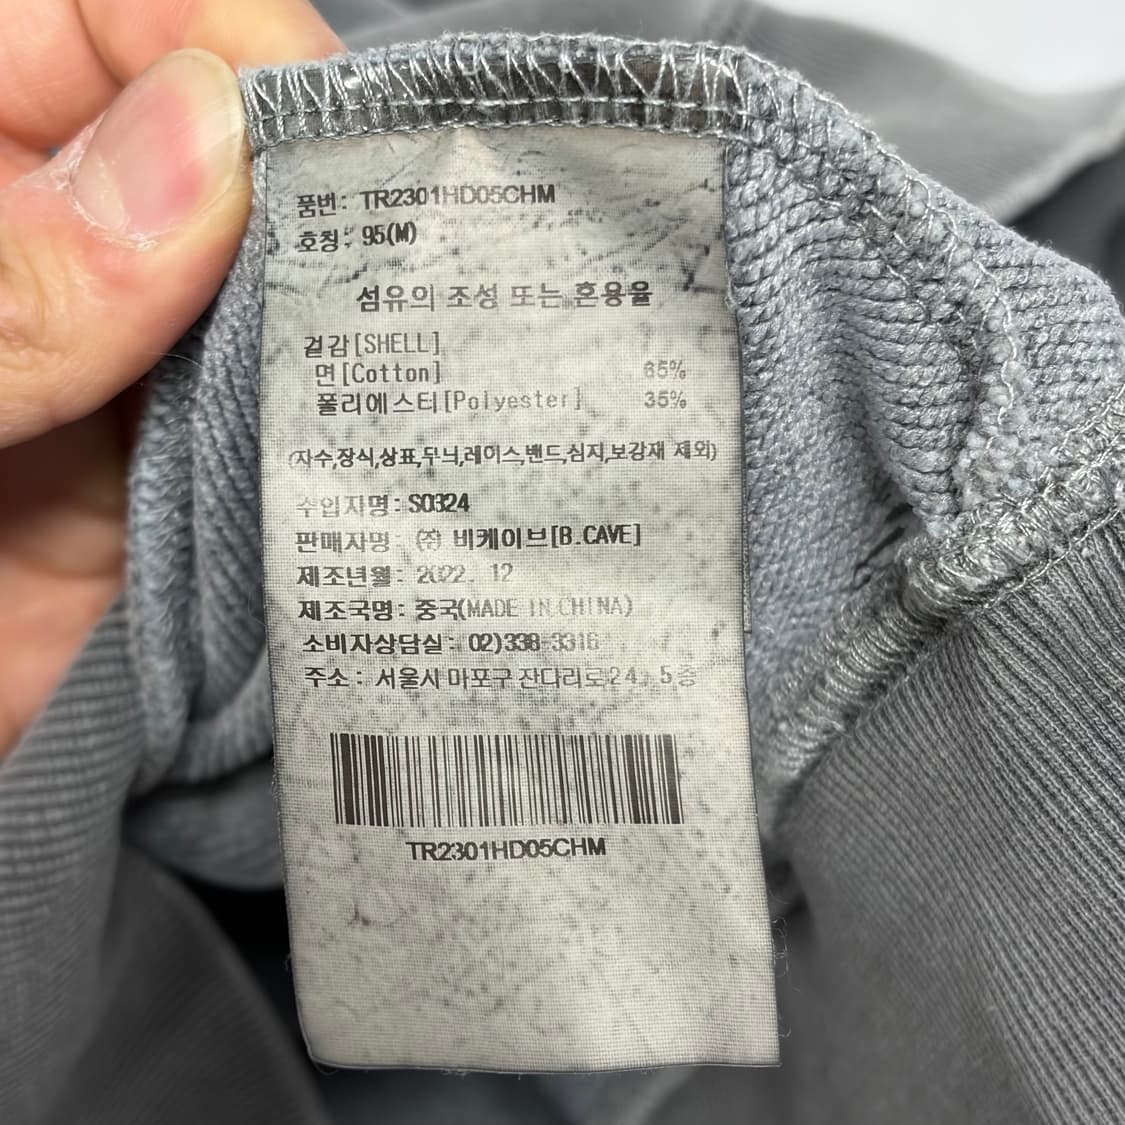 품번: TR2301HD05CHM
호칭: 95(M)
섬유의 조성 또는 혼용율
겉감[SHELL]
면[Cotton] 65%
폴리에스터[Polyester] 35%
(자수,장식,상표,무늬,레이스,밴드,심지,보강재 제외)
수입자명: S0324
판매자명: ㈜ 비케이브[B.CAVE]
제조년월: 2022. 12
제조국명: 중국(MADE IN CHINA)
소비자상담실: 02)338-3316
주소: 서울시 마포구 잔다리로24, 5층
TR2301HD05CHM